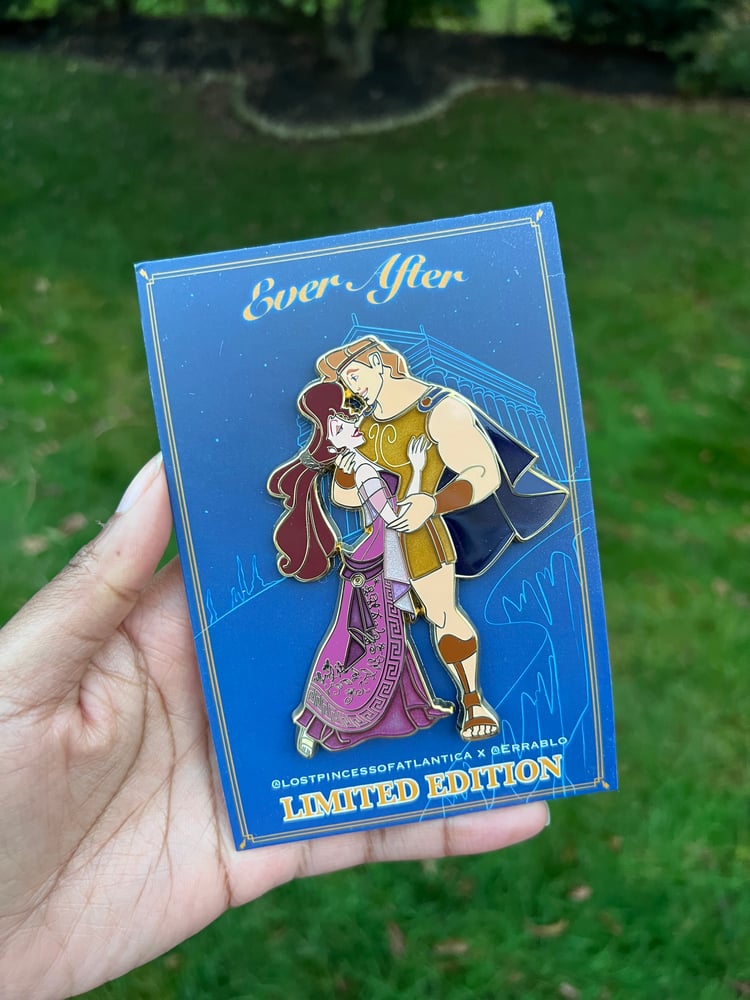 Ever After
@LOSTPINCESSOFATLANTICA X @ERRABLO
LIMITED EDITION